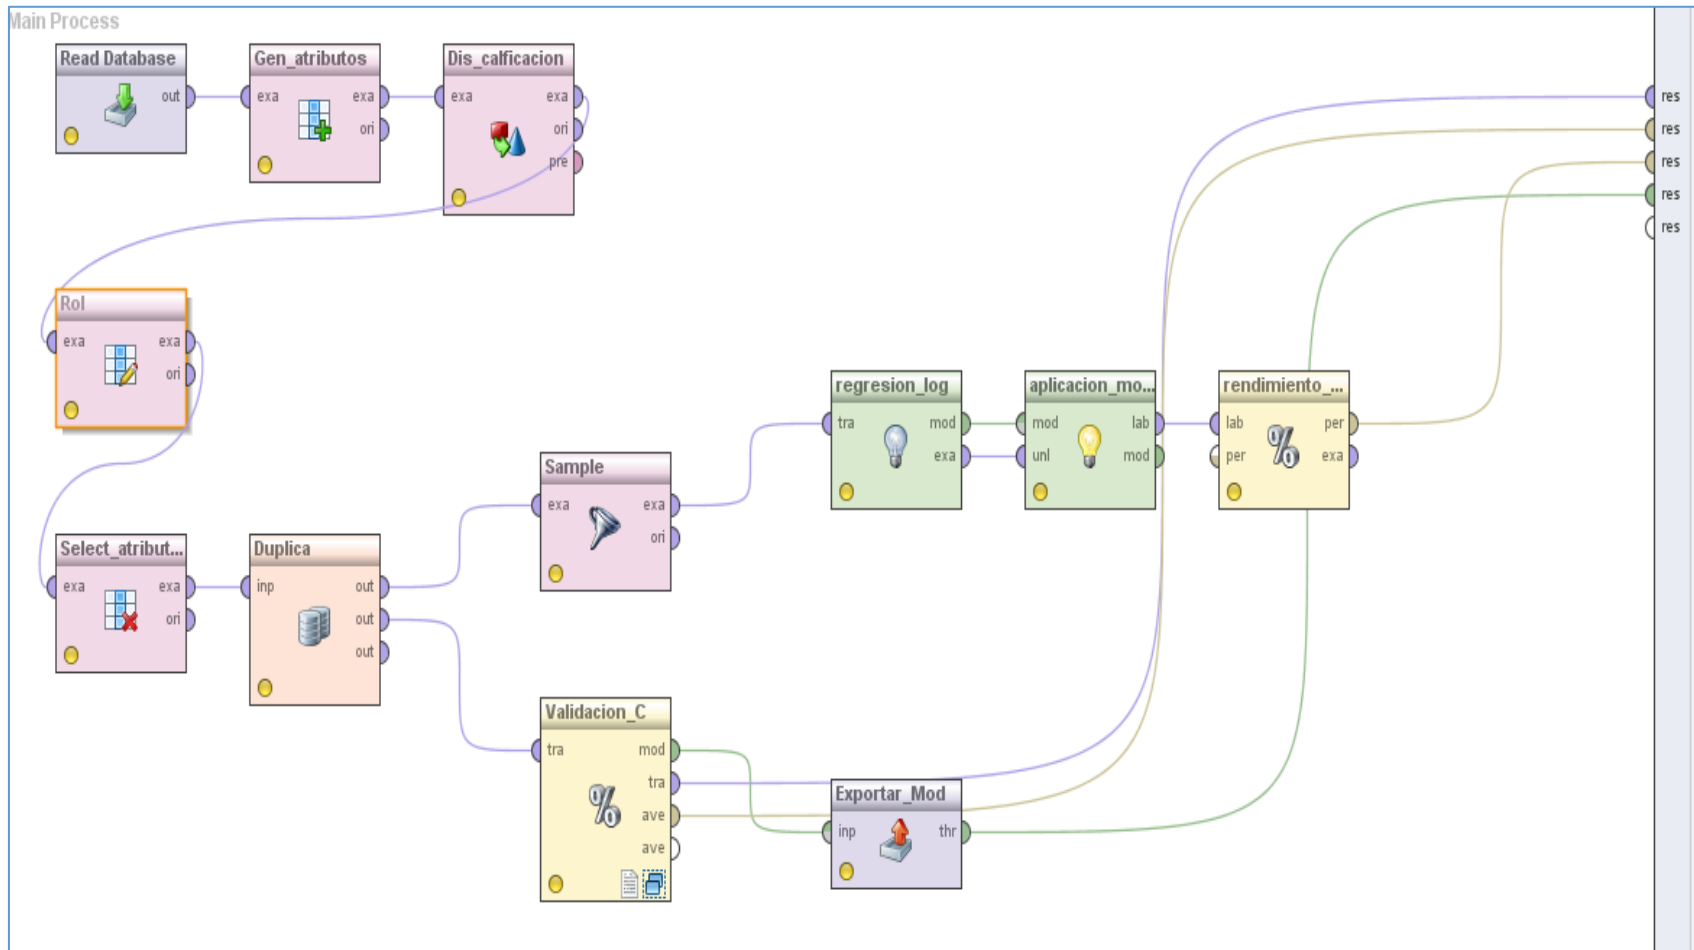 Main Process
Read Database
out
Gen_atributos
exa exa
ori
Dis_calficacion
exa exa
ori
pre
res
res
res
res
res
Rol
exa exa
ori
regresion_log
tra mod
exa
aplicacion_mo...
mod lab
unl mod
rendimiento_...
lab per
per exa
Sample
exa exa
ori
Select_atribut...
exa exa
ori
Duplica
inp out
out
out
Validacion_C
tra mod
tra
ave
ave
Exportar_Mod
inp thr